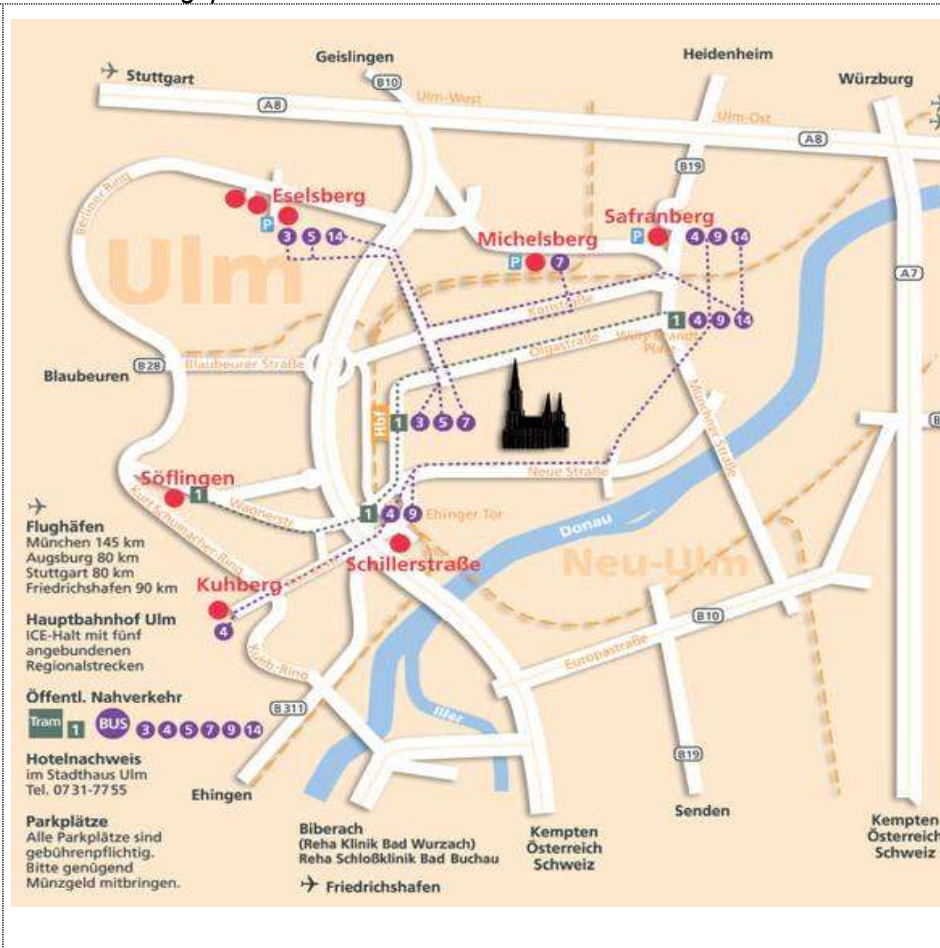 Geislingen
Heidenheim
Stuttgart
B10
Würzburg
Ulm-West
A8
Ulm-Ost
A8
B19
Berliner Ring
Eselsberg
Safranberg
P
3 5 14
Michelsberg
P
4 9 14
Ulm
P
7
A7
Karlstraße
1 4 9 14
Olgastraße
Willy-Brandt-
Platz
B28
Blaubeurer Straße
Blaubeuren
Münchner Straße
Hbf
1 3 5 7
B
Söflingen
1
Neue Straße
Wagnerstr.
1 4 9
Ehinger Tor
Donau
Kurt-Schumacher-Ring
Neu-Ulm
Schillerstraße
Kuhberg
4
B10
Europastraße
Kuhb.-Ring
B311
Iller
B19
Ehingen
Senden
Flughäfen
München 145 km
Augsburg 80 km
Stuttgart 80 km
Friedrichshafen 90 km
Hauptbahnhof Ulm
ICE-Halt mit fünf
angebundenen
Regionalstrecken
Öffentl. Nahverkehr
Tram 1 BUS 3 4 5 7 9 14
Hotelnachweis
im Stadthaus Ulm
Tel. 0731-7755
Parkplätze
Alle Parkplätze sind
gebührenpflichtig.
Bitte genügend
Münzgeld mitbringen.
Biberach
(Reha Klinik Bad Wurzach)
Reha Schloßklinik Bad Buchau
Friedrichshafen
Kempten
Österreich
Schweiz
Kempten
Österreich
Schweiz